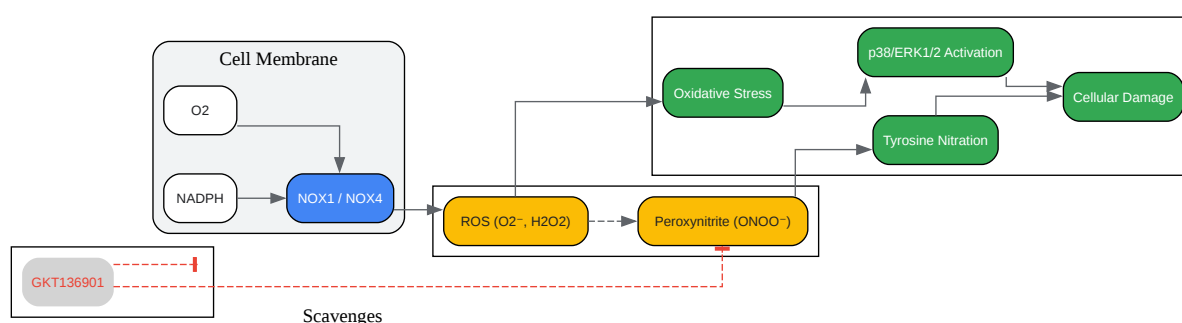 Cell Membrane
O2
NADPH
NOX1 / NOX4
ROS (O2⁻, H2O2)
Peroxynitrite (ONOO⁻)
Oxidative Stress
p38/ERK1/2 Activation
Tyrosine Nitration
Cellular Damage
GKT136901
Scavenges